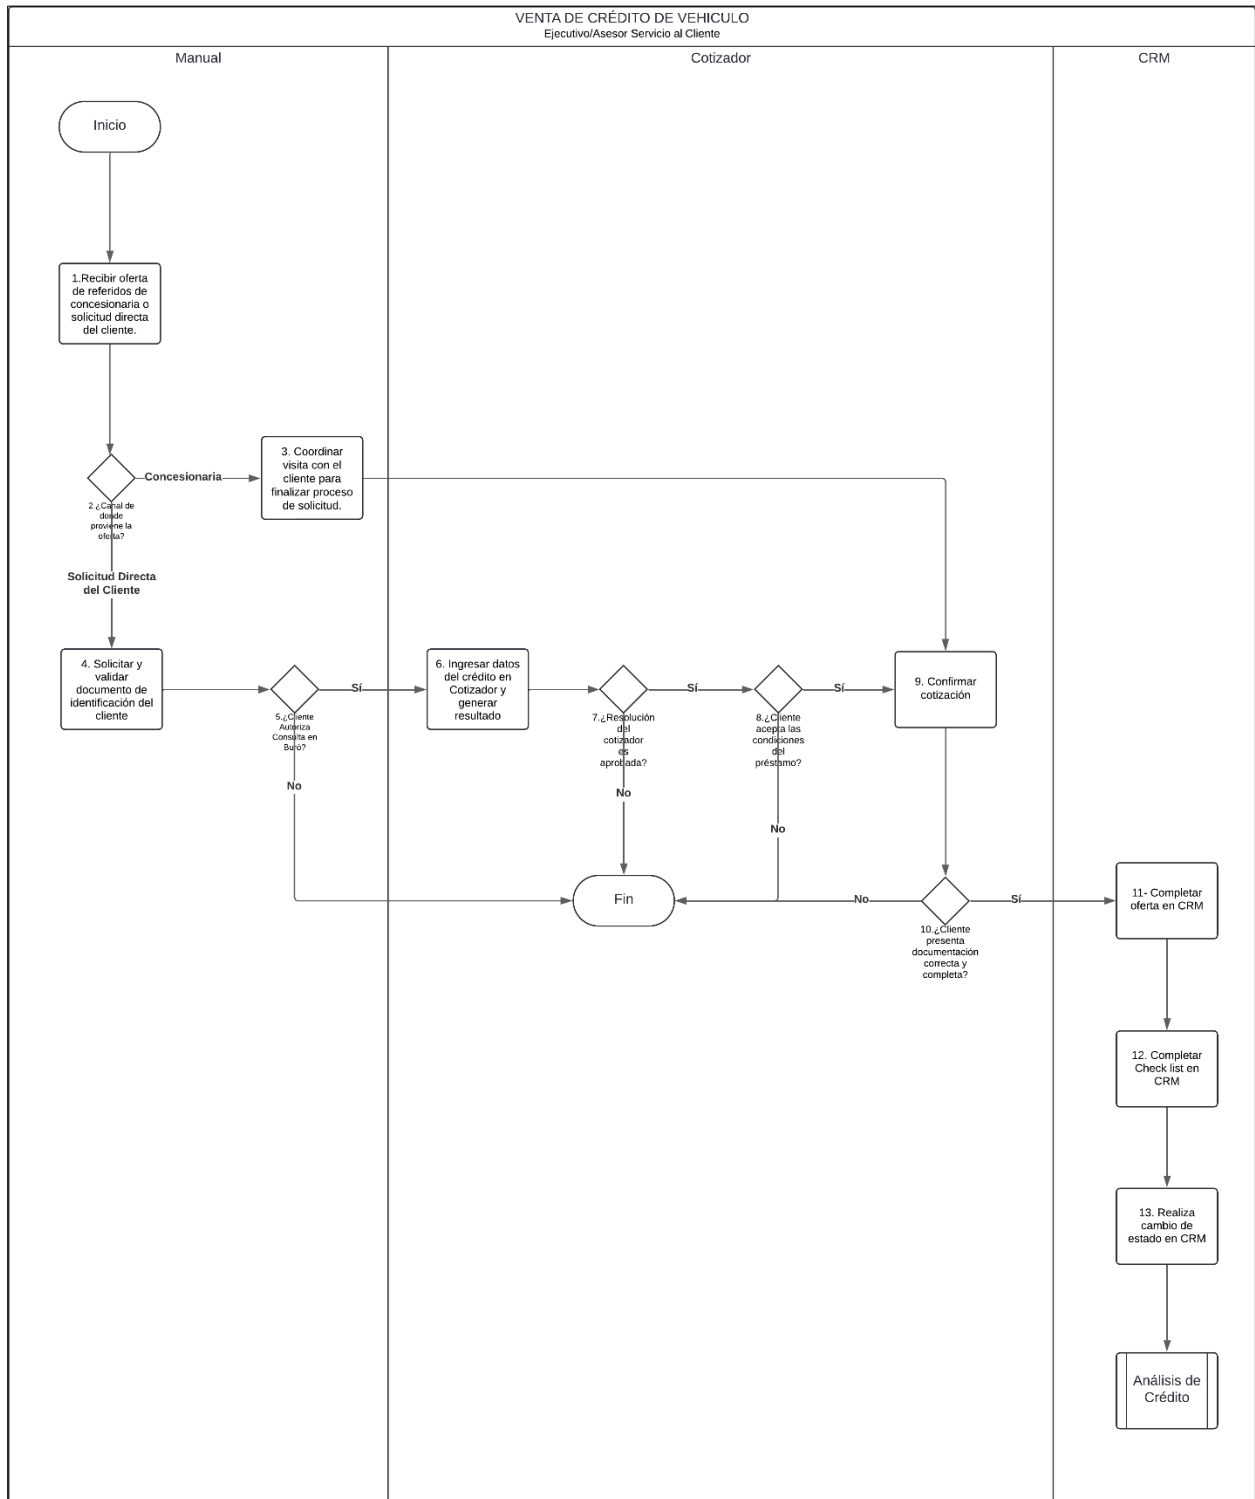 VENTA DE CRÉDITO DE VEHICULO
Ejecutivo/Asesor Servicio al Cliente
Manual
Cotizador
CRM
Inicio
1.Recibir oferta
de referidos de
concesionaria o
solicitud directa
del cliente.
2.¿Canal de
donde
proviene la
oferta?
Concesionaria
3. Coordinar
visita con el
cliente para
finalizar proceso
de solicitud.
Solicitud Directa
del Cliente
4. Solicitar y
validar
documento de
identificación del
cliente
5.¿Cliente
Autoriza
Consulta en
Buró?
Sí
No
6. Ingresar datos
del crédito en
Cotizador y
generar
resultado
7.¿Resolución
del
cotizador
es
aprobada?
Sí
No
8.¿Cliente
acepta las
condiciones
del
préstamo?
Sí
No
9. Confirmar
cotización
Fin
No
10.¿Cliente
presenta
documentación
correcta y
completa?
Sí
11- Completar
oferta en CRM
12. Completar
Check list en
CRM
13. Realiza
cambio de
estado en CRM
Análisis de
Crédito